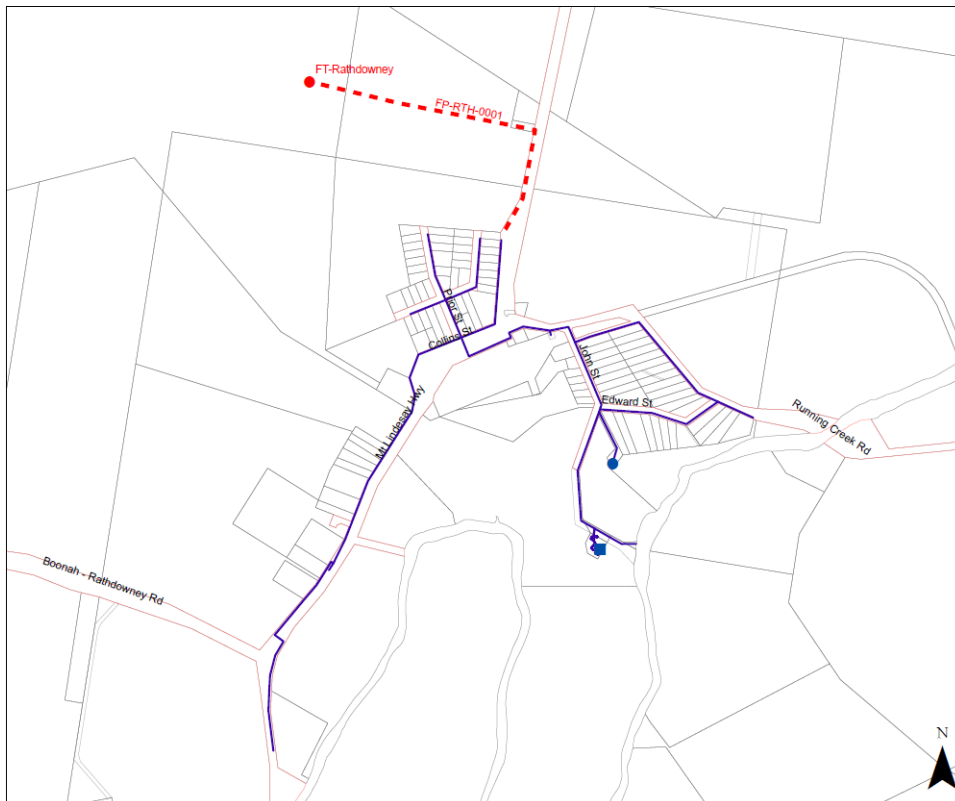 FT-Rathdowney
FP-RTH-0001
Prior St
Collins St
John St
Mt Lindesay Hwy
Edward St
Running Creek Rd
Boonah - Rathdowney Rd
N